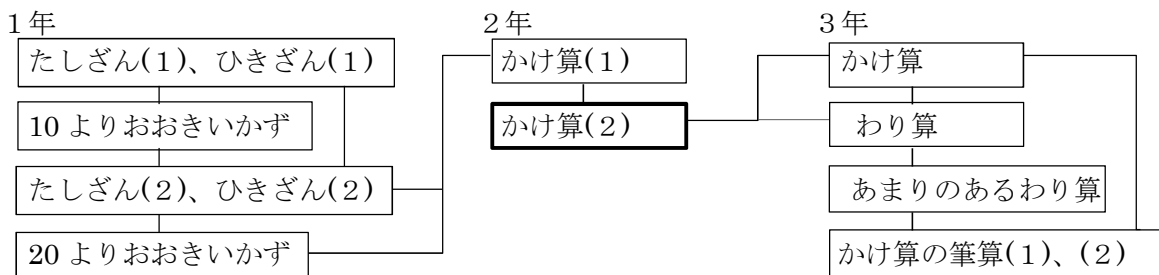 1年
たしざん(1)、ひきざん(1)
10よりおおきいかず
たしざん(2)、ひきざん(2)
20よりおおきいかず
2年
かけ算(1)
かけ算(2)
3年
かけ算
わり算
あまりのあるわり算
かけ算の筆算(1)、(2)